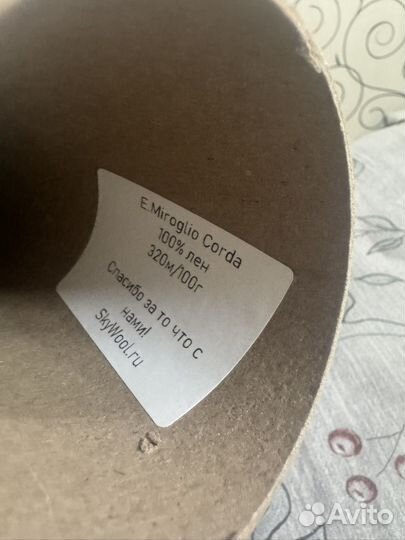 E.Miroglio Corda
100% лен
320м/100г
Спасибо за то что с
нами!
SkyWool.ru
Avito